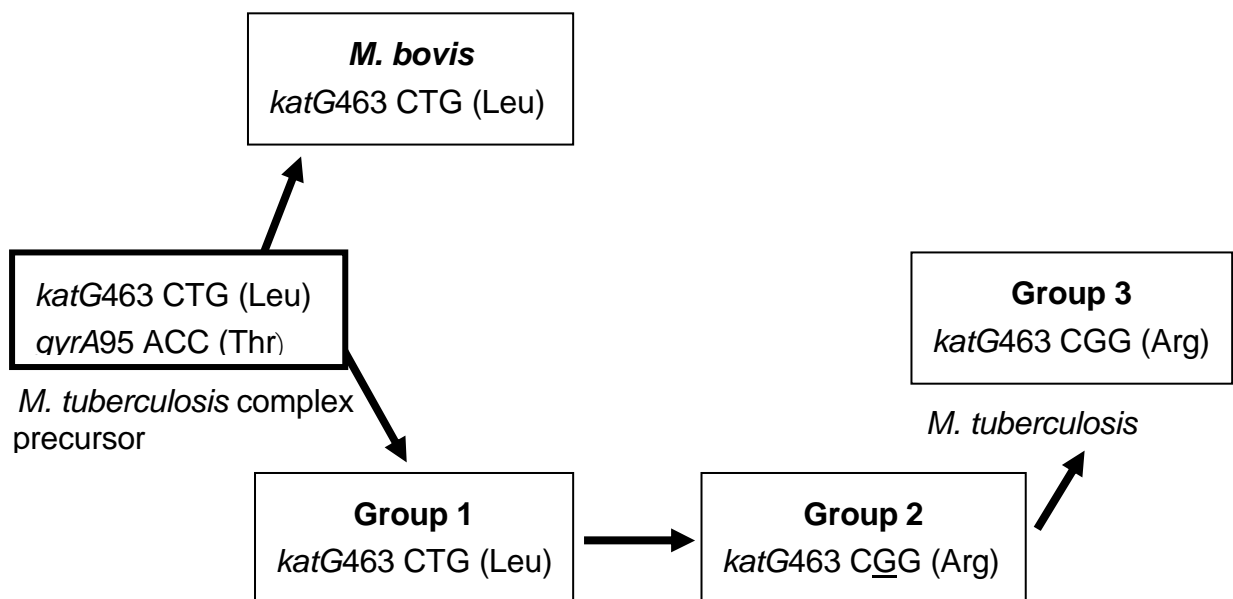 M. bovis
katG463 CTG (Leu)
katG463 CTG (Leu)
gyrA95 ACC (Thr)
M. tuberculosis complex
precursor
Group 3
katG463 CGG (Arg)
M. tuberculosis
Group 1
katG463 CTG (Leu)
Group 2
katG463 CGG (Arg)